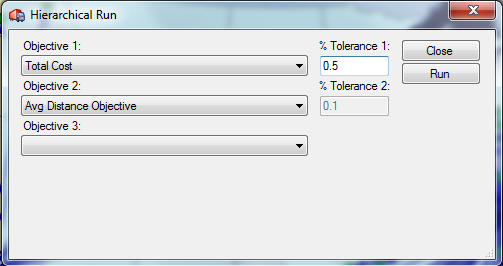 Hierarchical Run
Objective 1: % Tolerance 1:
Total Cost 0.5 Close
Objective 2: % Tolerance 2: Run
Avg Distance Objective 0.1
Objective 3: